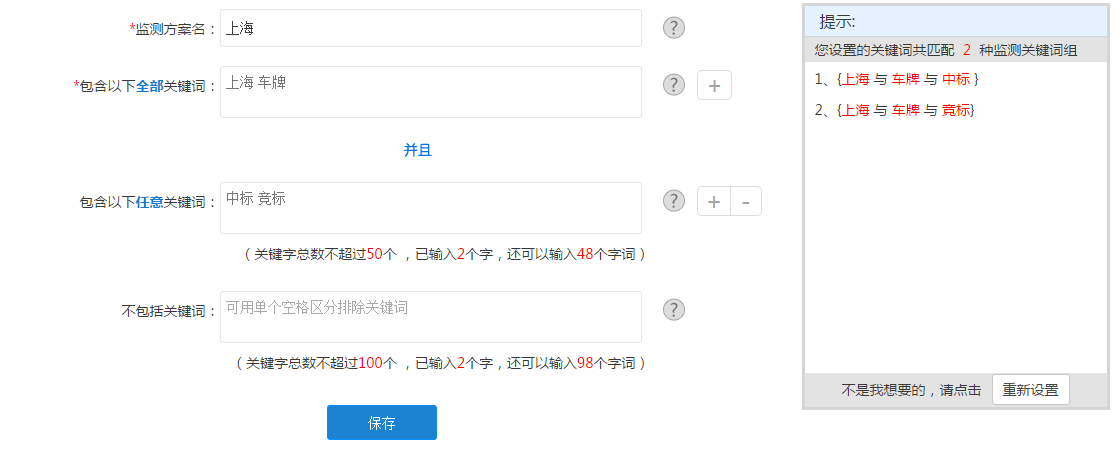 *监测方案名：上海 ?
*包含以下全部关键词：上海 车牌 ? +
并且
包含以下任意关键词：中标 竟标 ? + -
（关键字总数不超过50个 ，已输入2个字，还可以输入48个字词）
不包括关键词：可用单个空格区分排除关键词 ?
（关键字总数不超过100个 ，已输入2个字，还可以输入98个字词）
保存
提示:
您设置的关键词共匹配 2 种监测关键词组
1、{上海 与 车牌 与 中标 }
2、{上海 与 车牌 与 竟标}
不是我想要的，请点击 重新设置